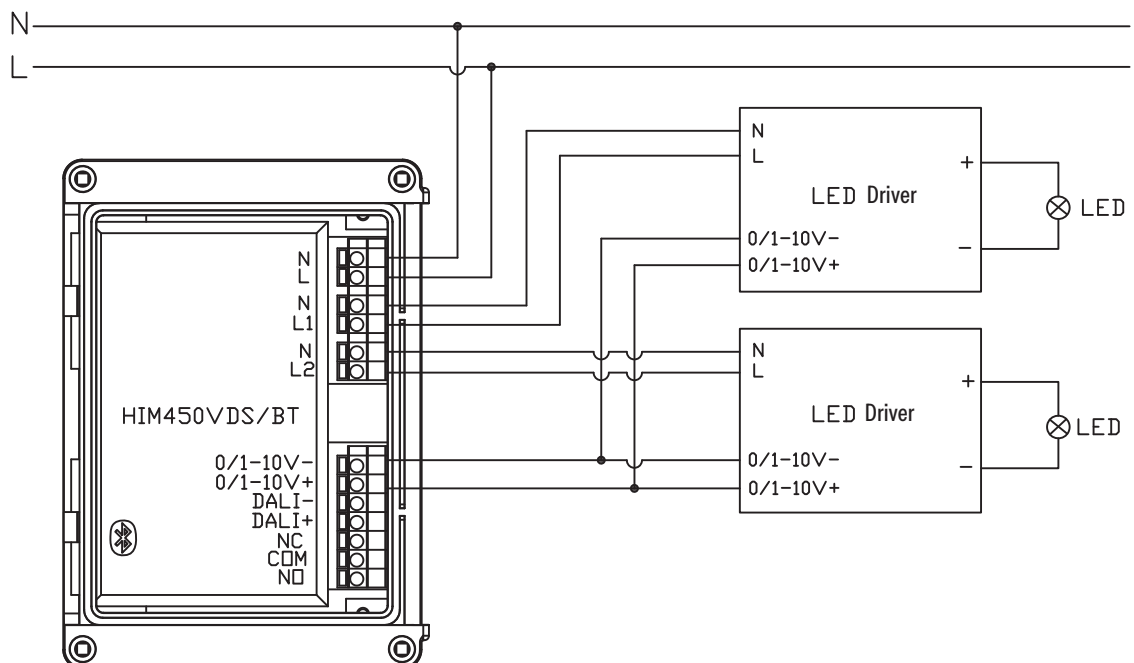 N
L
N
L
LED Driver
+
−
0/1-10V-
0/1-10V+
LED
N
L
N
L1
N
L2
HIM450VDS/BT
0/1-10V-
0/1-10V+
DALI-
DALI+
NC
COM
NO
N
L
LED Driver
+
−
0/1-10V-
0/1-10V+
LED